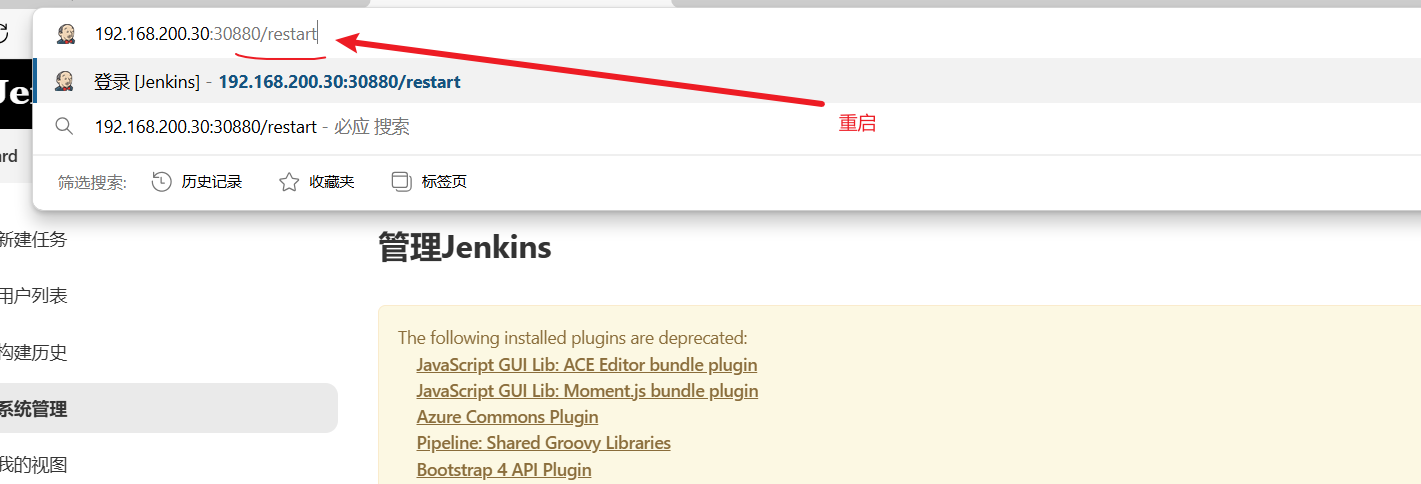 192.168.200.30:30880/restart
登录 [Jenkins] - 192.168.200.30:30880/restart
192.168.200.30:30880/restart - 必应 搜索
重启
筛选搜索: 历史记录 收藏夹 标签页
新建任务
用户列表
构建历史
系统管理
我的视图
管理Jenkins
The following installed plugins are deprecated:
JavaScript GUI Lib: ACE Editor bundle plugin
JavaScript GUI Lib: Moment.js bundle plugin
Azure Commons Plugin
Pipeline: Shared Groovy Libraries
Bootstrap 4 API Plugin